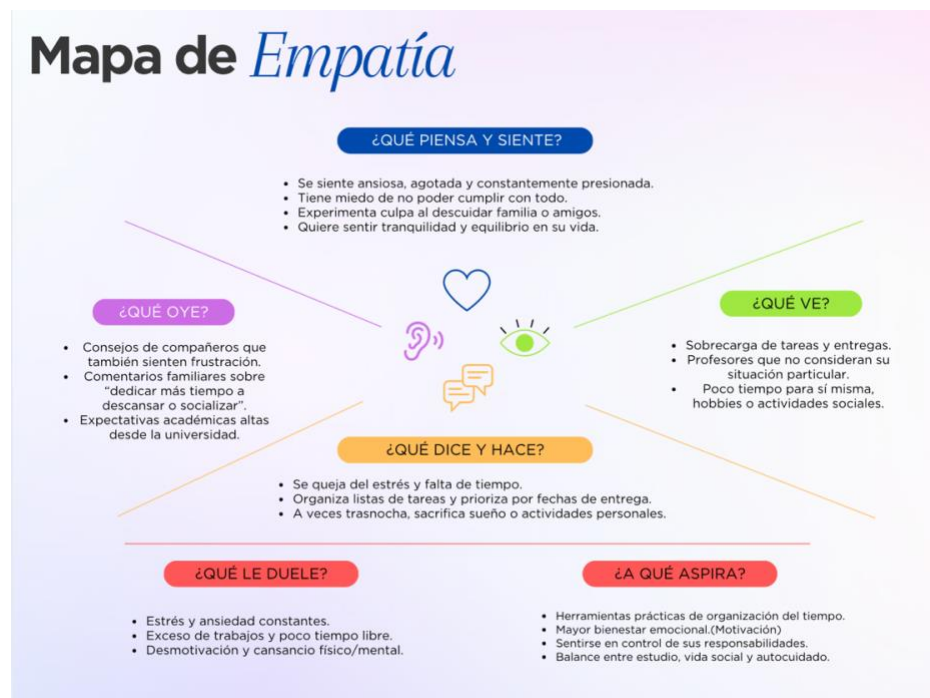 Mapa de Empatía
¿QUÉ PIENSA Y SIENTE?
• Se siente ansiosa, agotada y constantemente presionada.
• Tiene miedo de no poder cumplir con todo.
• Experimenta culpa al descuidar familia o amigos.
• Quiere sentir tranquilidad y equilibrio en su vida.
¿QUÉ OYE?
• Consejos de compañeros que
también sienten frustración.
• Comentarios familiares sobre
“dedicar más tiempo a
descansar o socializar”.
• Expectativas académicas altas
desde la universidad.
¿QUÉ VE?
• Sobrecarga de tareas y entregas.
• Profesores que no consideran su
situación particular.
• Poco tiempo para sí misma,
hobbies o actividades sociales.
¿QUÉ DICE Y HACE?
• Se queja del estrés y falta de tiempo.
• Organiza listas de tareas y prioriza por fechas de entrega.
• A veces trasnocha, sacrifica sueño o actividades personales.
¿QUÉ LE DUELE?
• Estrés y ansiedad constantes.
• Exceso de trabajos y poco tiempo libre.
• Desmotivación y cansancio físico/mental.
¿A QUÉ ASPIRA?
• Herramientas prácticas de organización del tiempo.
• Mayor bienestar emocional.(Motivación)
• Sentirse en control de sus responsabilidades.
• Balance entre estudio, vida social y autocuidado.